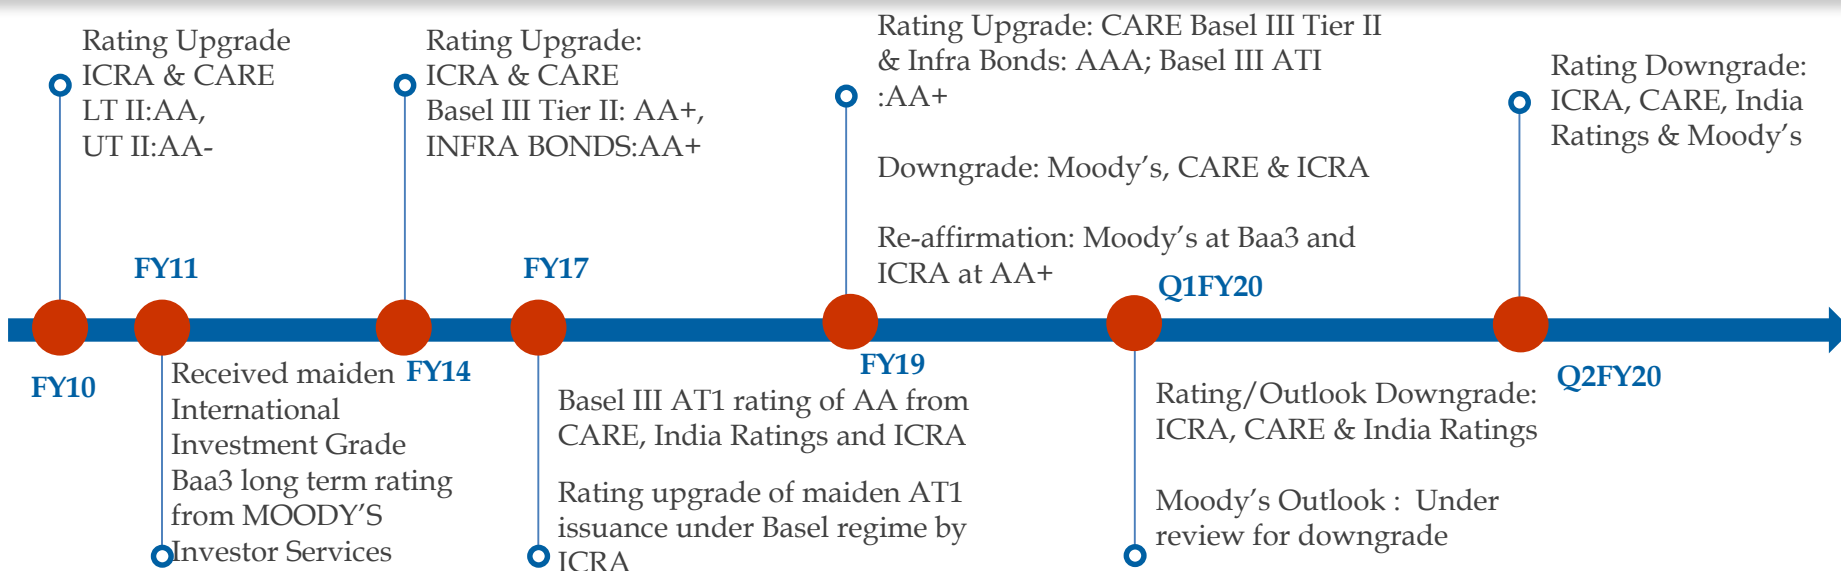 Rating Upgrade
ICRA & CARE
LT II:AA,
UT II:AA-
FY10
FY11
Received maiden
International
Investment Grade
Baa3 long term rating
from MOODY’S
Investor Services
Rating Upgrade:
ICRA & CARE
Basel III Tier II: AA+,
INFRA BONDS:AA+
FY14
FY17
Basel III AT1 rating of AA from
CARE, India Ratings and ICRA
Rating upgrade of maiden AT1
issuance under Basel regime by
ICRA
Rating Upgrade: CARE Basel III Tier II
& Infra Bonds: AAA; Basel III ATI
:AA+
Downgrade: Moody’s, CARE & ICRA
Re-affirmation: Moody’s at Baa3 and
ICRA at AA+
FY19
Q1FY20
Rating/Outlook Downgrade:
ICRA, CARE & India Ratings
Moody’s Outlook : Under
review for downgrade
Rating Downgrade:
ICRA, CARE, India
Ratings & Moody’s
Q2FY20